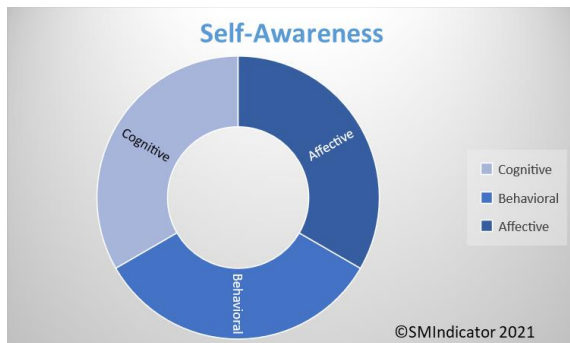 Self-Awareness
Cognitive
Affective
Behavioral
Cognitive
Behavioral
Affective
©SMIndicator 2021